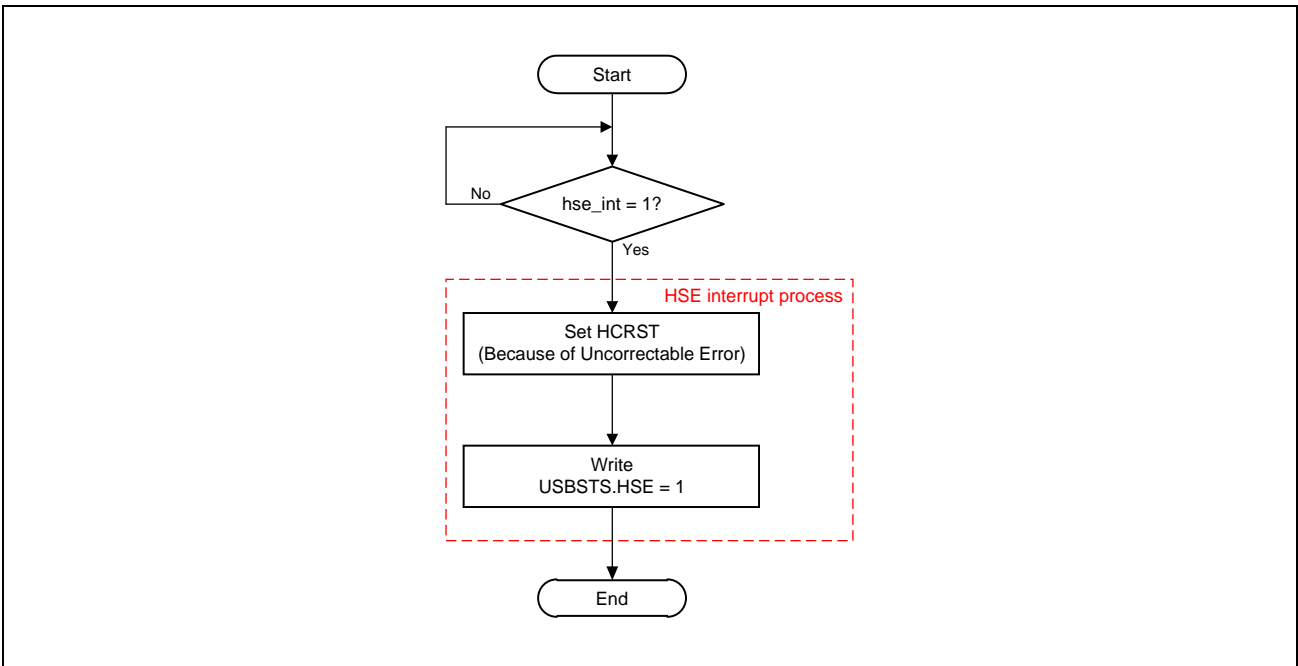 Start
No
hse_int = 1?
Yes
HSE interrupt process
Set HCRST
(Because of Uncorrectable Error)
Write
USBSTS.HSE = 1
End